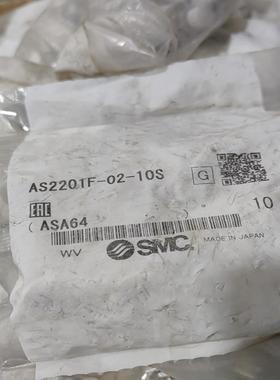 AS2201F-02-10S
G
EAC
( ASA64
10
WV
SMC
MADE IN JAPAN